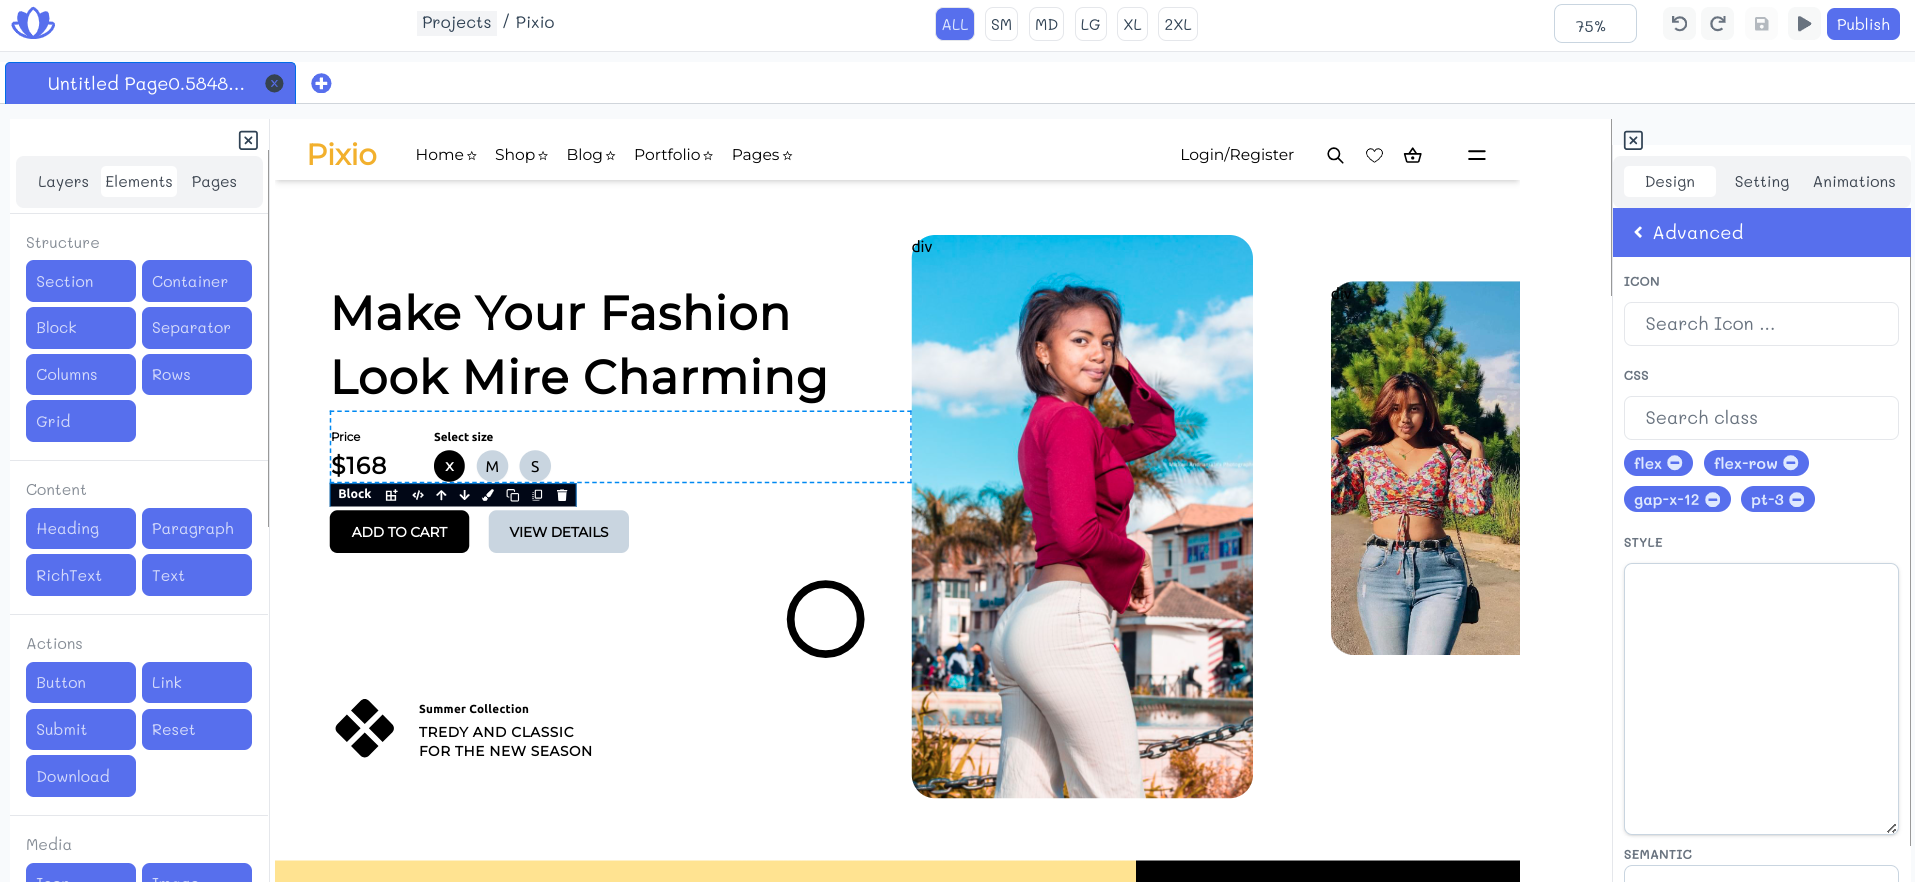 Projects / Pixio
ALL SM MD LG XL 2XL
75%
Publish
Untitled Page0.5848...
Layers Elements Pages
Structure
Section Container
Block Separator
Columns Rows
Grid
Content
Heading Paragraph
RichText Text
Actions
Button Link
Submit Reset
Download
Media
Pixio
Home Shop Blog Portfolio Pages
Login/Register
Make Your Fashion
Look Mire Charming
Price
$168
Select size
X M S
Block
ADD TO CART VIEW DETAILS
Summer Collection
TREDY AND CLASSIC
FOR THE NEW SEASON
div
Design Setting Animations
Advanced
ICON
Search Icon ...
CSS
Search class
flex flex-row
gap-x-12 pt-3
STYLE
SEMANTIC